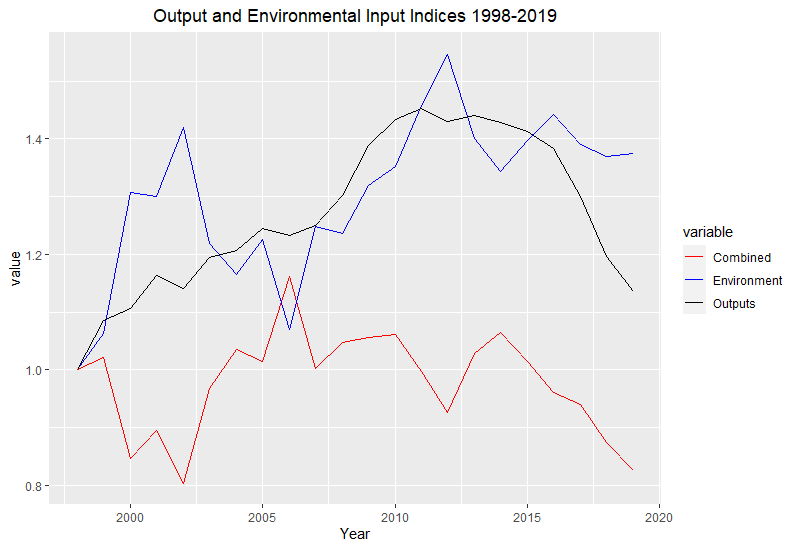 Output and Environmental Input Indices 1998-2019
value
1.4
1.2
1.0
0.8
2000 2005 2010 2015 2020
Year
variable
Combined
Environment
Outputs